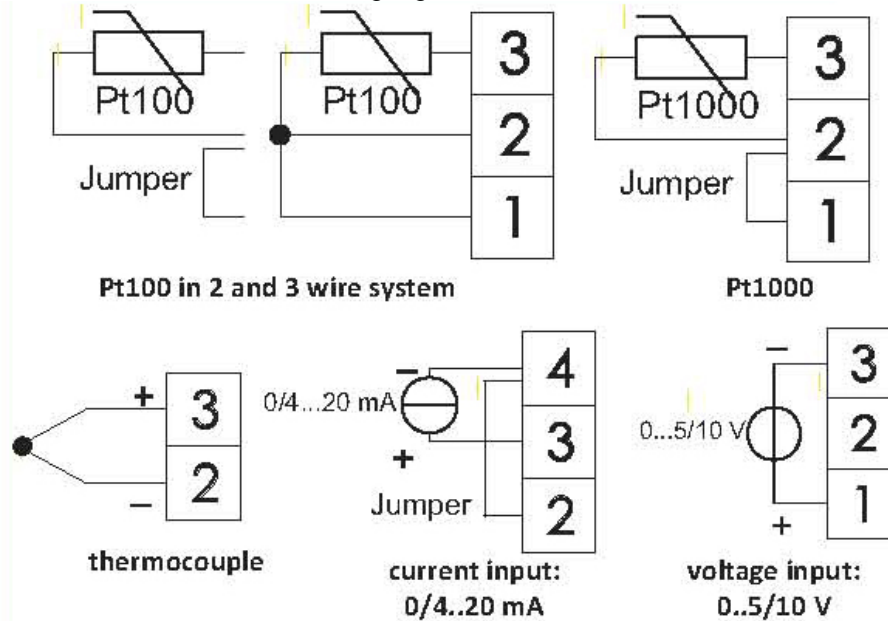 Pt100
Jumper
Pt100
3
2
1
Pt100 in 2 and 3 wire system
Pt1000
Jumper
3
2
1
Pt1000
+
−
3
2
thermocouple
0/4...20 mA
−
+
Jumper
4
3
2
current input:
0/4..20 mA
0...5/10 V
−
+
3
2
1
voltage input:
0..5/10 V